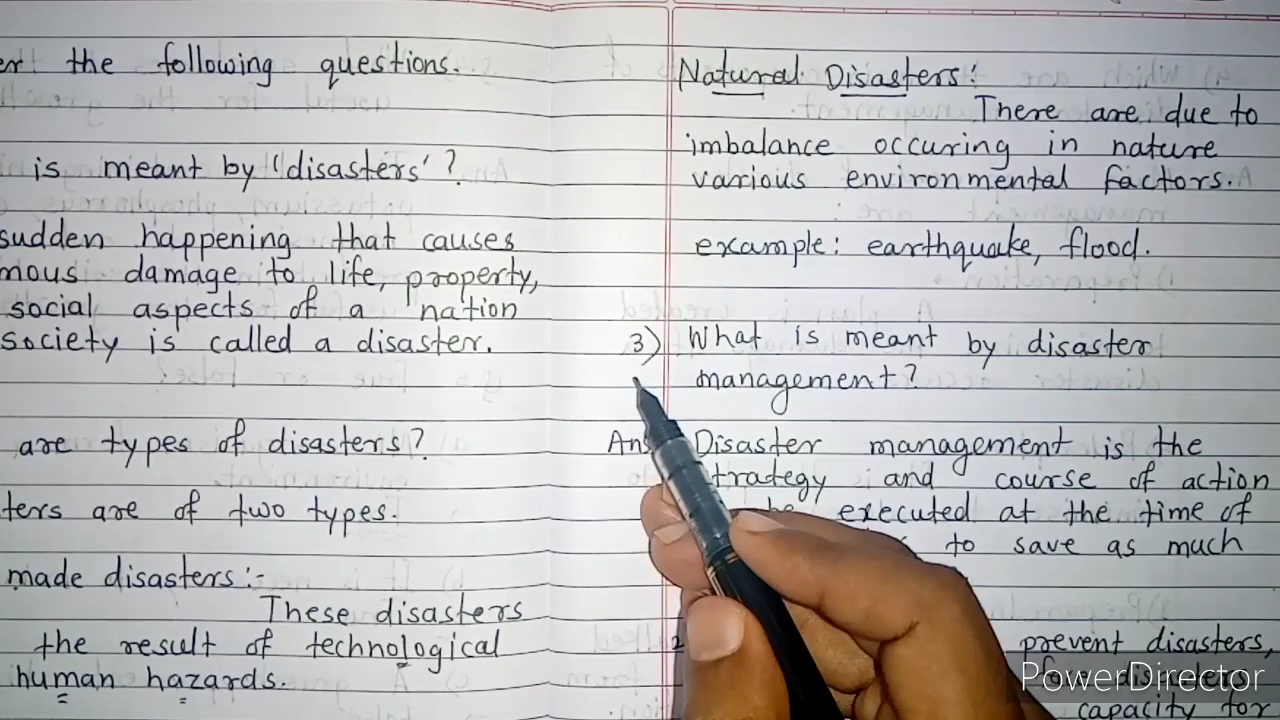 er the following questions.
is meant by 'disasters'?
sudden happening that causes
mous damage to life, property,
social aspects of a nation
society is called a disaster.
are types of disasters?
ters are of two types.
made disasters:-
These disasters
the result of technological
human hazards.
Natural Disasters:
There are due to
imbalance occuring in nature
various environmental factors.
example: earthquake, flood.
3) What is meant by disaster
management?
Ans Disaster management is the
trategy and course of action
be executed at the time of
to save as much
2
prevent disasters,
capacity for
PowerDirector